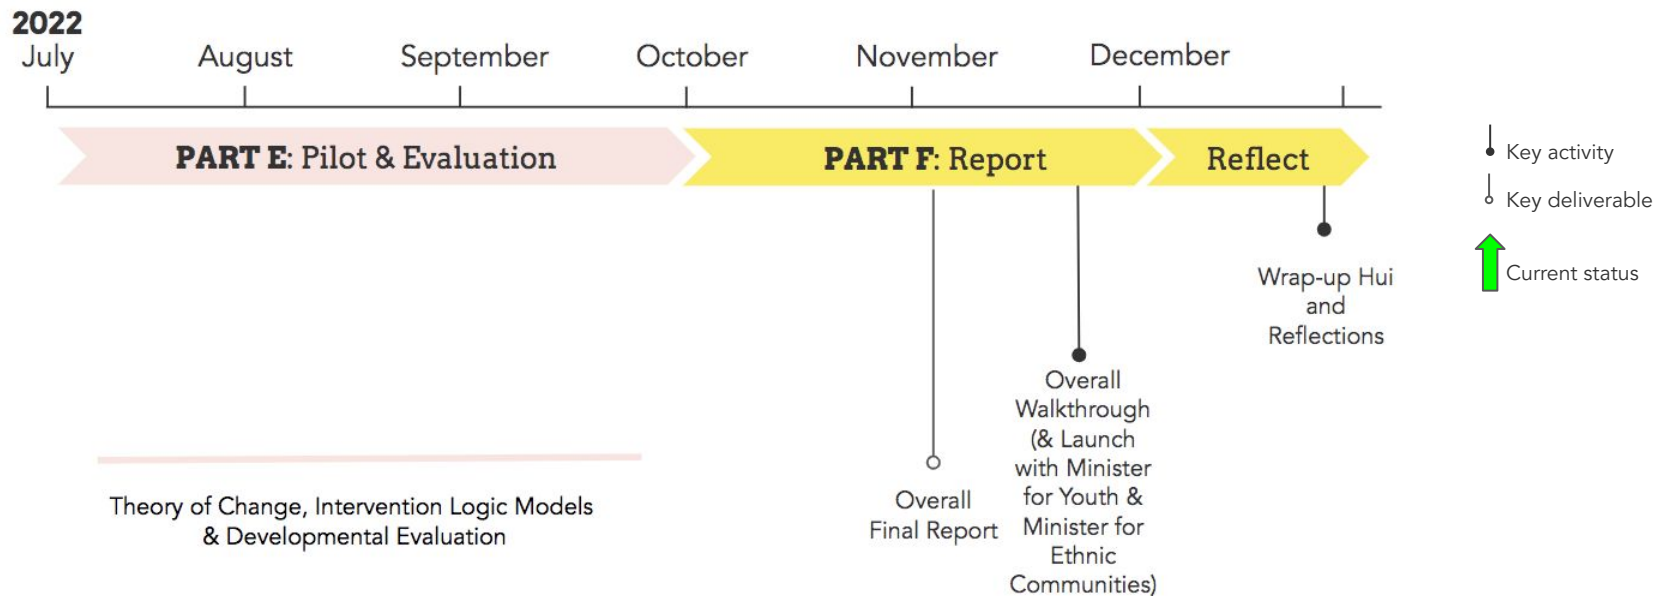 2022
July
August
September
October
November
December
PART E: Pilot & Evaluation
PART F: Report
Reflect
Key activity
Key deliverable
Current status
Wrap-up Hui
and
Reflections
Overall
Walkthrough
(& Launch
with Minister
for Youth &
Minister for
Ethnic
Communities)
Overall
Final Report
Theory of Change, Intervention Logic Models
& Developmental Evaluation